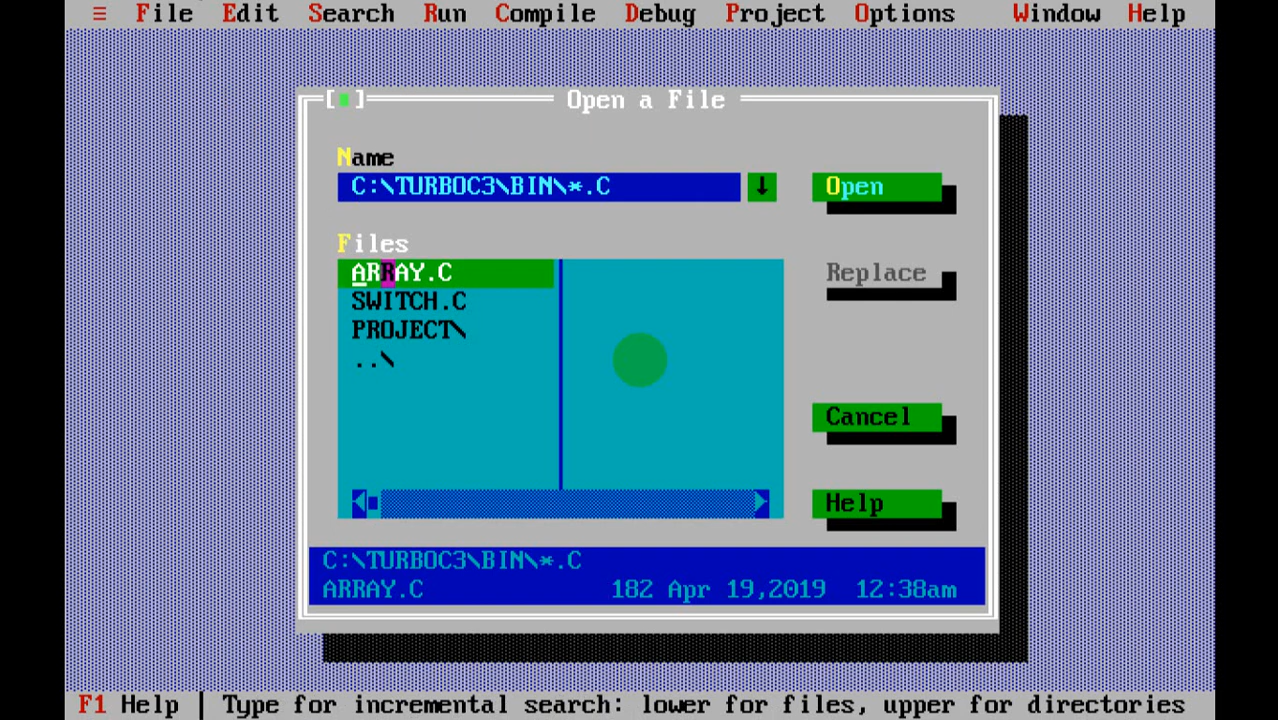 ≡ File Edit Search Run Compile Debug Project Options Window Help
[■] Open a File
Name
C:\TURBOC3\BIN\*.C ↓ Open
Files
ARRAY.C Replace
SWITCH.C
PROJECT\
..\
Cancel
Help
C:\TURBOC3\BIN\*.C
ARRAY.C 182 Apr 19,2019 12:38am
F1 Help | Type for incremental search: lower for files, upper for directories